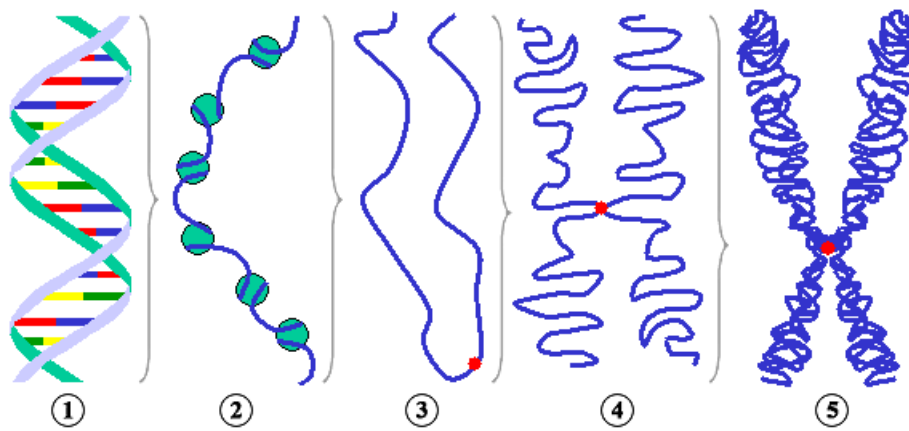 ① ② ③ ④ ⑤